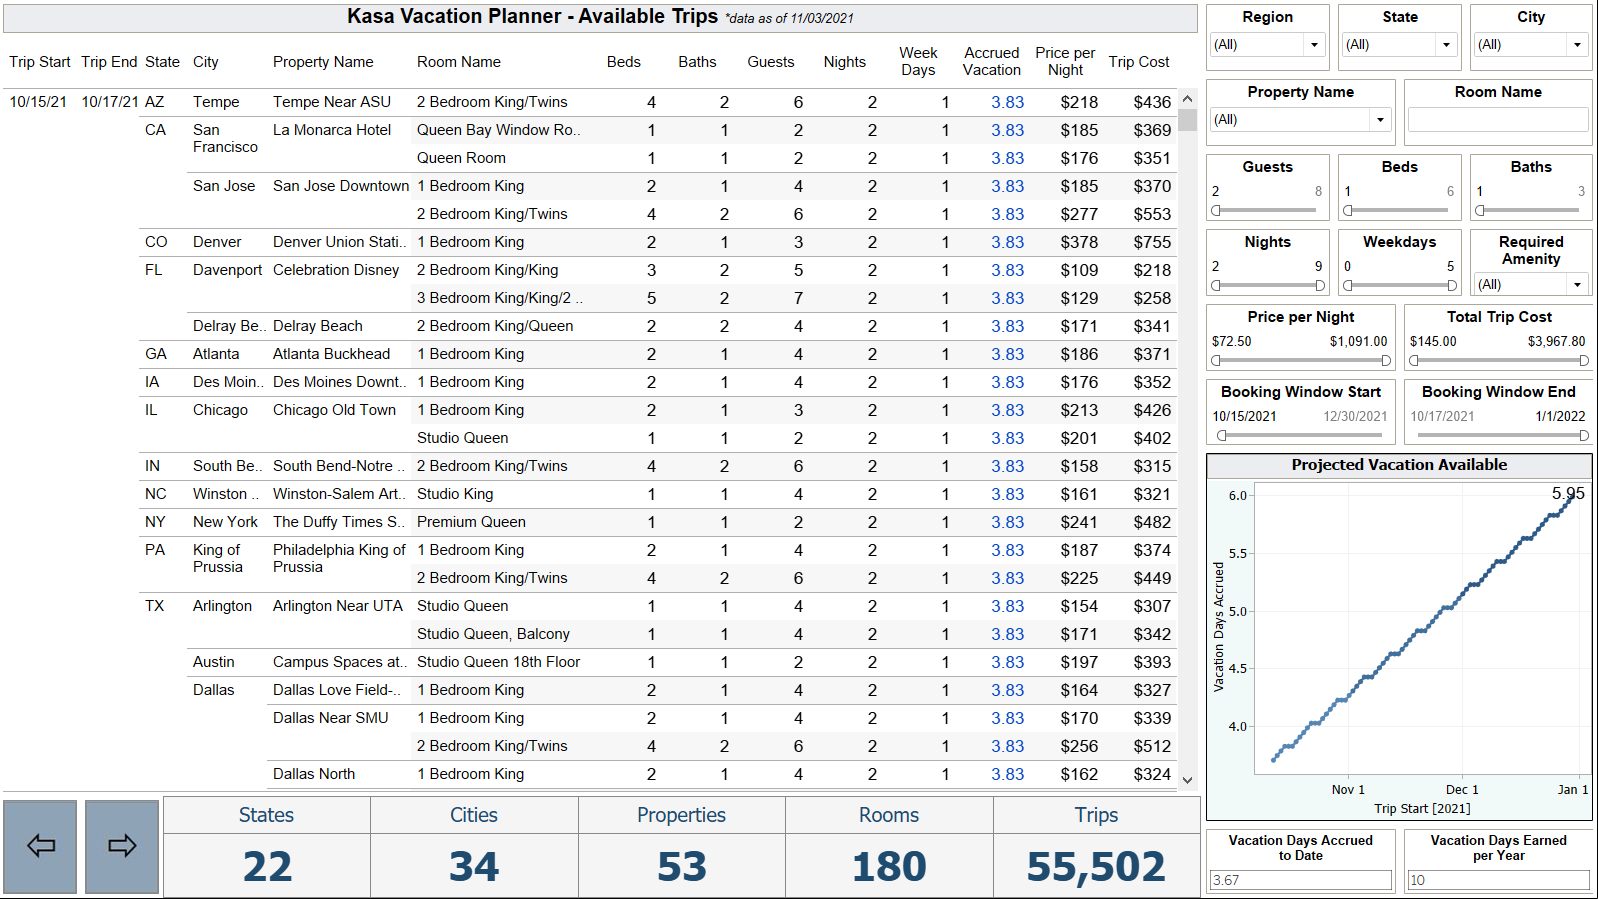 Kasa Vacation Planner - Available Trips *data as of 11/03/2021
Trip Start Trip End State City Property Name Room Name Beds Baths Guests Nights Week Days Accrued Vacation Price per Night Trip Cost
10/15/21 10/17/21 AZ Tempe Tempe Near ASU 2 Bedroom King/Twins 4 2 6 2 1 3.83 $218 $436
CA San Francisco La Monarca Hotel Queen Bay Window Ro.. 1 1 2 2 1 3.83 $185 $369
Queen Room 1 1 2 2 1 3.83 $176 $351
San Jose San Jose Downtown 1 Bedroom King 2 1 4 2 1 3.83 $185 $370
2 Bedroom King/Twins 4 2 6 2 1 3.83 $277 $553
CO Denver Denver Union Stati.. 1 Bedroom King 2 1 3 2 1 3.83 $378 $755
FL Davenport Celebration Disney 2 Bedroom King/King 3 2 5 2 1 3.83 $109 $218
3 Bedroom King/King/2 .. 5 2 7 2 1 3.83 $129 $258
Delray Be.. Delray Beach 2 Bedroom King/Queen 2 2 4 2 1 3.83 $171 $341
GA Atlanta Atlanta Buckhead 1 Bedroom King 2 1 4 2 1 3.83 $186 $371
IA Des Moin.. Des Moines Downt.. 1 Bedroom King 2 1 4 2 1 3.83 $176 $352
IL Chicago Chicago Old Town 1 Bedroom King 2 1 3 2 1 3.83 $213 $426
Studio Queen 1 1 2 2 1 3.83 $201 $402
IN South Be.. South Bend-Notre .. 2 Bedroom King/Twins 4 2 6 2 1 3.83 $158 $315
NC Winston .. Winston-Salem Art.. Studio King 1 1 4 2 1 3.83 $161 $321
NY New York The Duffy Times S.. Premium Queen 1 1 2 2 1 3.83 $241 $482
PA King of Prussia Philadelphia King of Prussia 1 Bedroom King 2 1 4 2 1 3.83 $187 $374
2 Bedroom King/Twins 4 2 6 2 1 3.83 $225 $449
TX Arlington Arlington Near UTA Studio Queen 1 1 4 2 1 3.83 $154 $307
Studio Queen, Balcony 1 1 4 2 1 3.83 $171 $342
Austin Campus Spaces at.. Studio Queen 18th Floor 1 1 2 2 1 3.83 $197 $393
Dallas Dallas Love Field-.. 1 Bedroom King 2 1 4 2 1 3.83 $164 $327
Dallas Near SMU 1 Bedroom King 2 1 4 2 1 3.83 $170 $339
2 Bedroom King/Twins 4 2 6 2 1 3.83 $256 $512
Dallas North 1 Bedroom King 2 1 4 2 1 3.83 $162 $324
States Cities Properties Rooms Trips
22 34 53 180 55,502
Region State City
(All) (All) (All)
Property Name Room Name
(All)
Guests Beds Baths
2 8 1 6 1 3
Nights Weekdays Required Amenity
2 9 0 5 (All)
Price per Night Total Trip Cost
$72.50 $1,091.00 $145.00 $3,967.80
Booking Window Start Booking Window End
10/15/2021 12/30/2021 10/17/2021 1/1/2022
Projected Vacation Available
5.95
6.0
5.5
5.0
4.5
4.0
Vacation Days Accrued
Nov 1 Dec 1 Jan 1
Trip Start [2021]
Vacation Days Accrued to Date Vacation Days Earned per Year
3.67 10